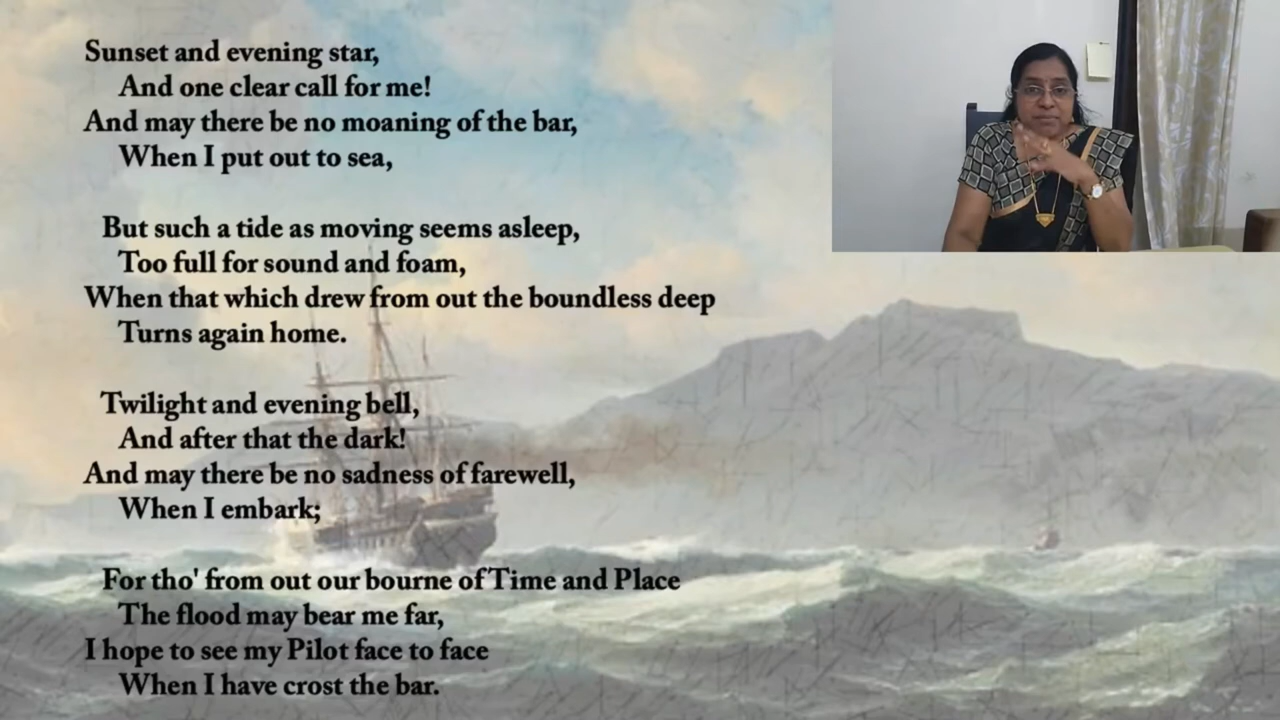 Sunset and evening star,
And one clear call for me!
And may there be no moaning of the bar,
When I put out to sea,
But such a tide as moving seems asleep,
Too full for sound and foam,
When that which drew from out the boundless deep
Turns again home.
Twilight and evening bell,
And after that the dark!
And may there be no sadness of farewell,
When I embark;
For tho' from out our bourne of Time and Place
The flood may bear me far,
I hope to see my Pilot face to face
When I have crost the bar.